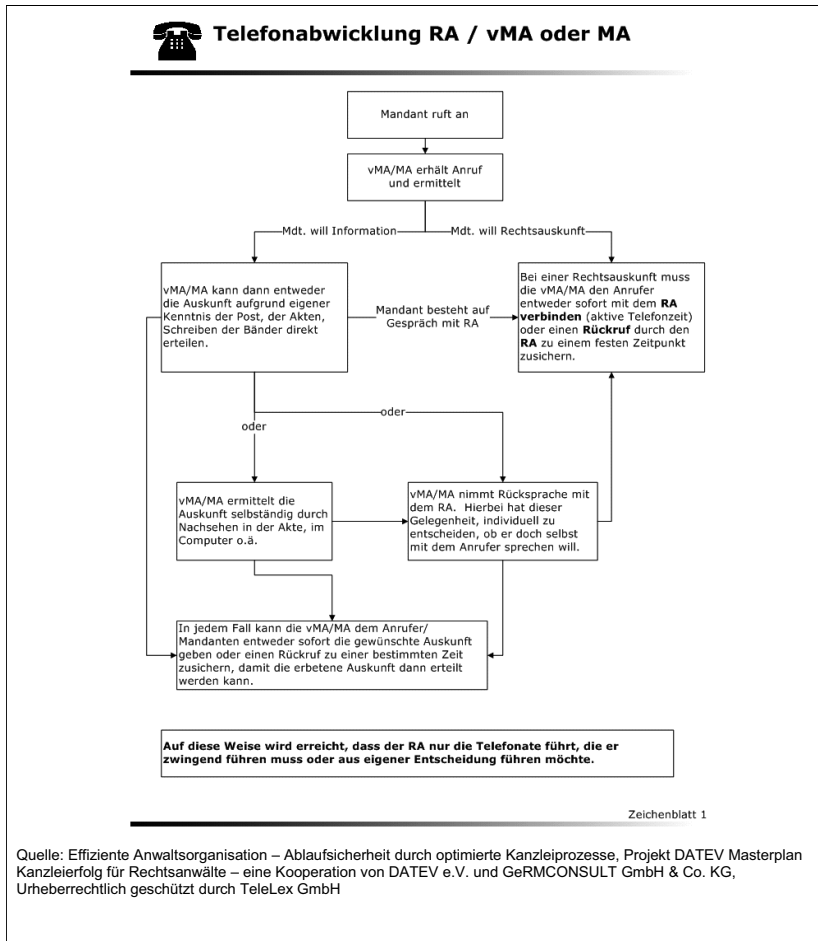 Telefonabwicklung RA / vMA oder MA
Mandant ruft an
vMA/MA erhält Anruf
und ermittelt
Mdt. will Information
Mdt. will Rechtsauskunft
vMA/MA kann dann entweder
die Auskunft aufgrund eigener
Kenntnis der Post, der Akten,
Schreiben der Bänder direkt
erteilen.
Mandant besteht auf
Gespräch mit RA
Bei einer Rechtsauskunft muss
die vMA/MA den Anrufer
entweder sofort mit dem RA
verbinden (aktive Telefonzeit)
oder einen Rückruf durch den
RA zu einem festen Zeitpunkt
zusichern.
oder
oder
vMA/MA ermittelt die
Auskunft selbständig durch
Nachsehen in der Akte, im
Computer o.ä.
vMA/MA nimmt Rücksprache mit
dem RA. Hierbei hat dieser
Gelegenheit, individuell zu
entscheiden, ob er doch selbst
mit dem Anrufer sprechen will.
In jedem Fall kann die vMA/MA dem Anrufer/
Mandanten entweder sofort die gewünschte Auskunft
geben oder einen Rückruf zu einer bestimmten Zeit
zusichern, damit die erbetene Auskunft dann erteilt
werden kann.
Auf diese Weise wird erreicht, dass der RA nur die Telefonate führt, die er
zwingend führen muss oder aus eigener Entscheidung führen möchte.
Zeichenblatt 1
Quelle: Effiziente Anwaltsorganisation – Ablaufsicherheit durch optimierte Kanzleiprozesse, Projekt DATEV Masterplan
Kanzleierfolg für Rechtsanwälte – eine Kooperation von DATEV e.V. und GeRMCONSULT GmbH & Co. KG,
Urheberrechtlich geschützt durch TeleLex GmbH